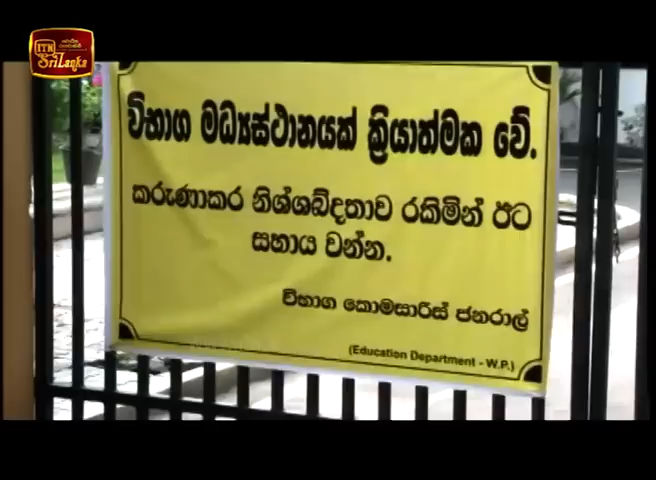 ITN
SriLanka
විභාග මධ්‍යස්ථානයක් ක්‍රියාත්මක වේ.
කරුණාකර නිශ්ශබ්දතාව රකිමින් ඊට
සහාය වන්න.
විභාග කොමසාරිස් ජනරාල්
(Education Department - W.P.)